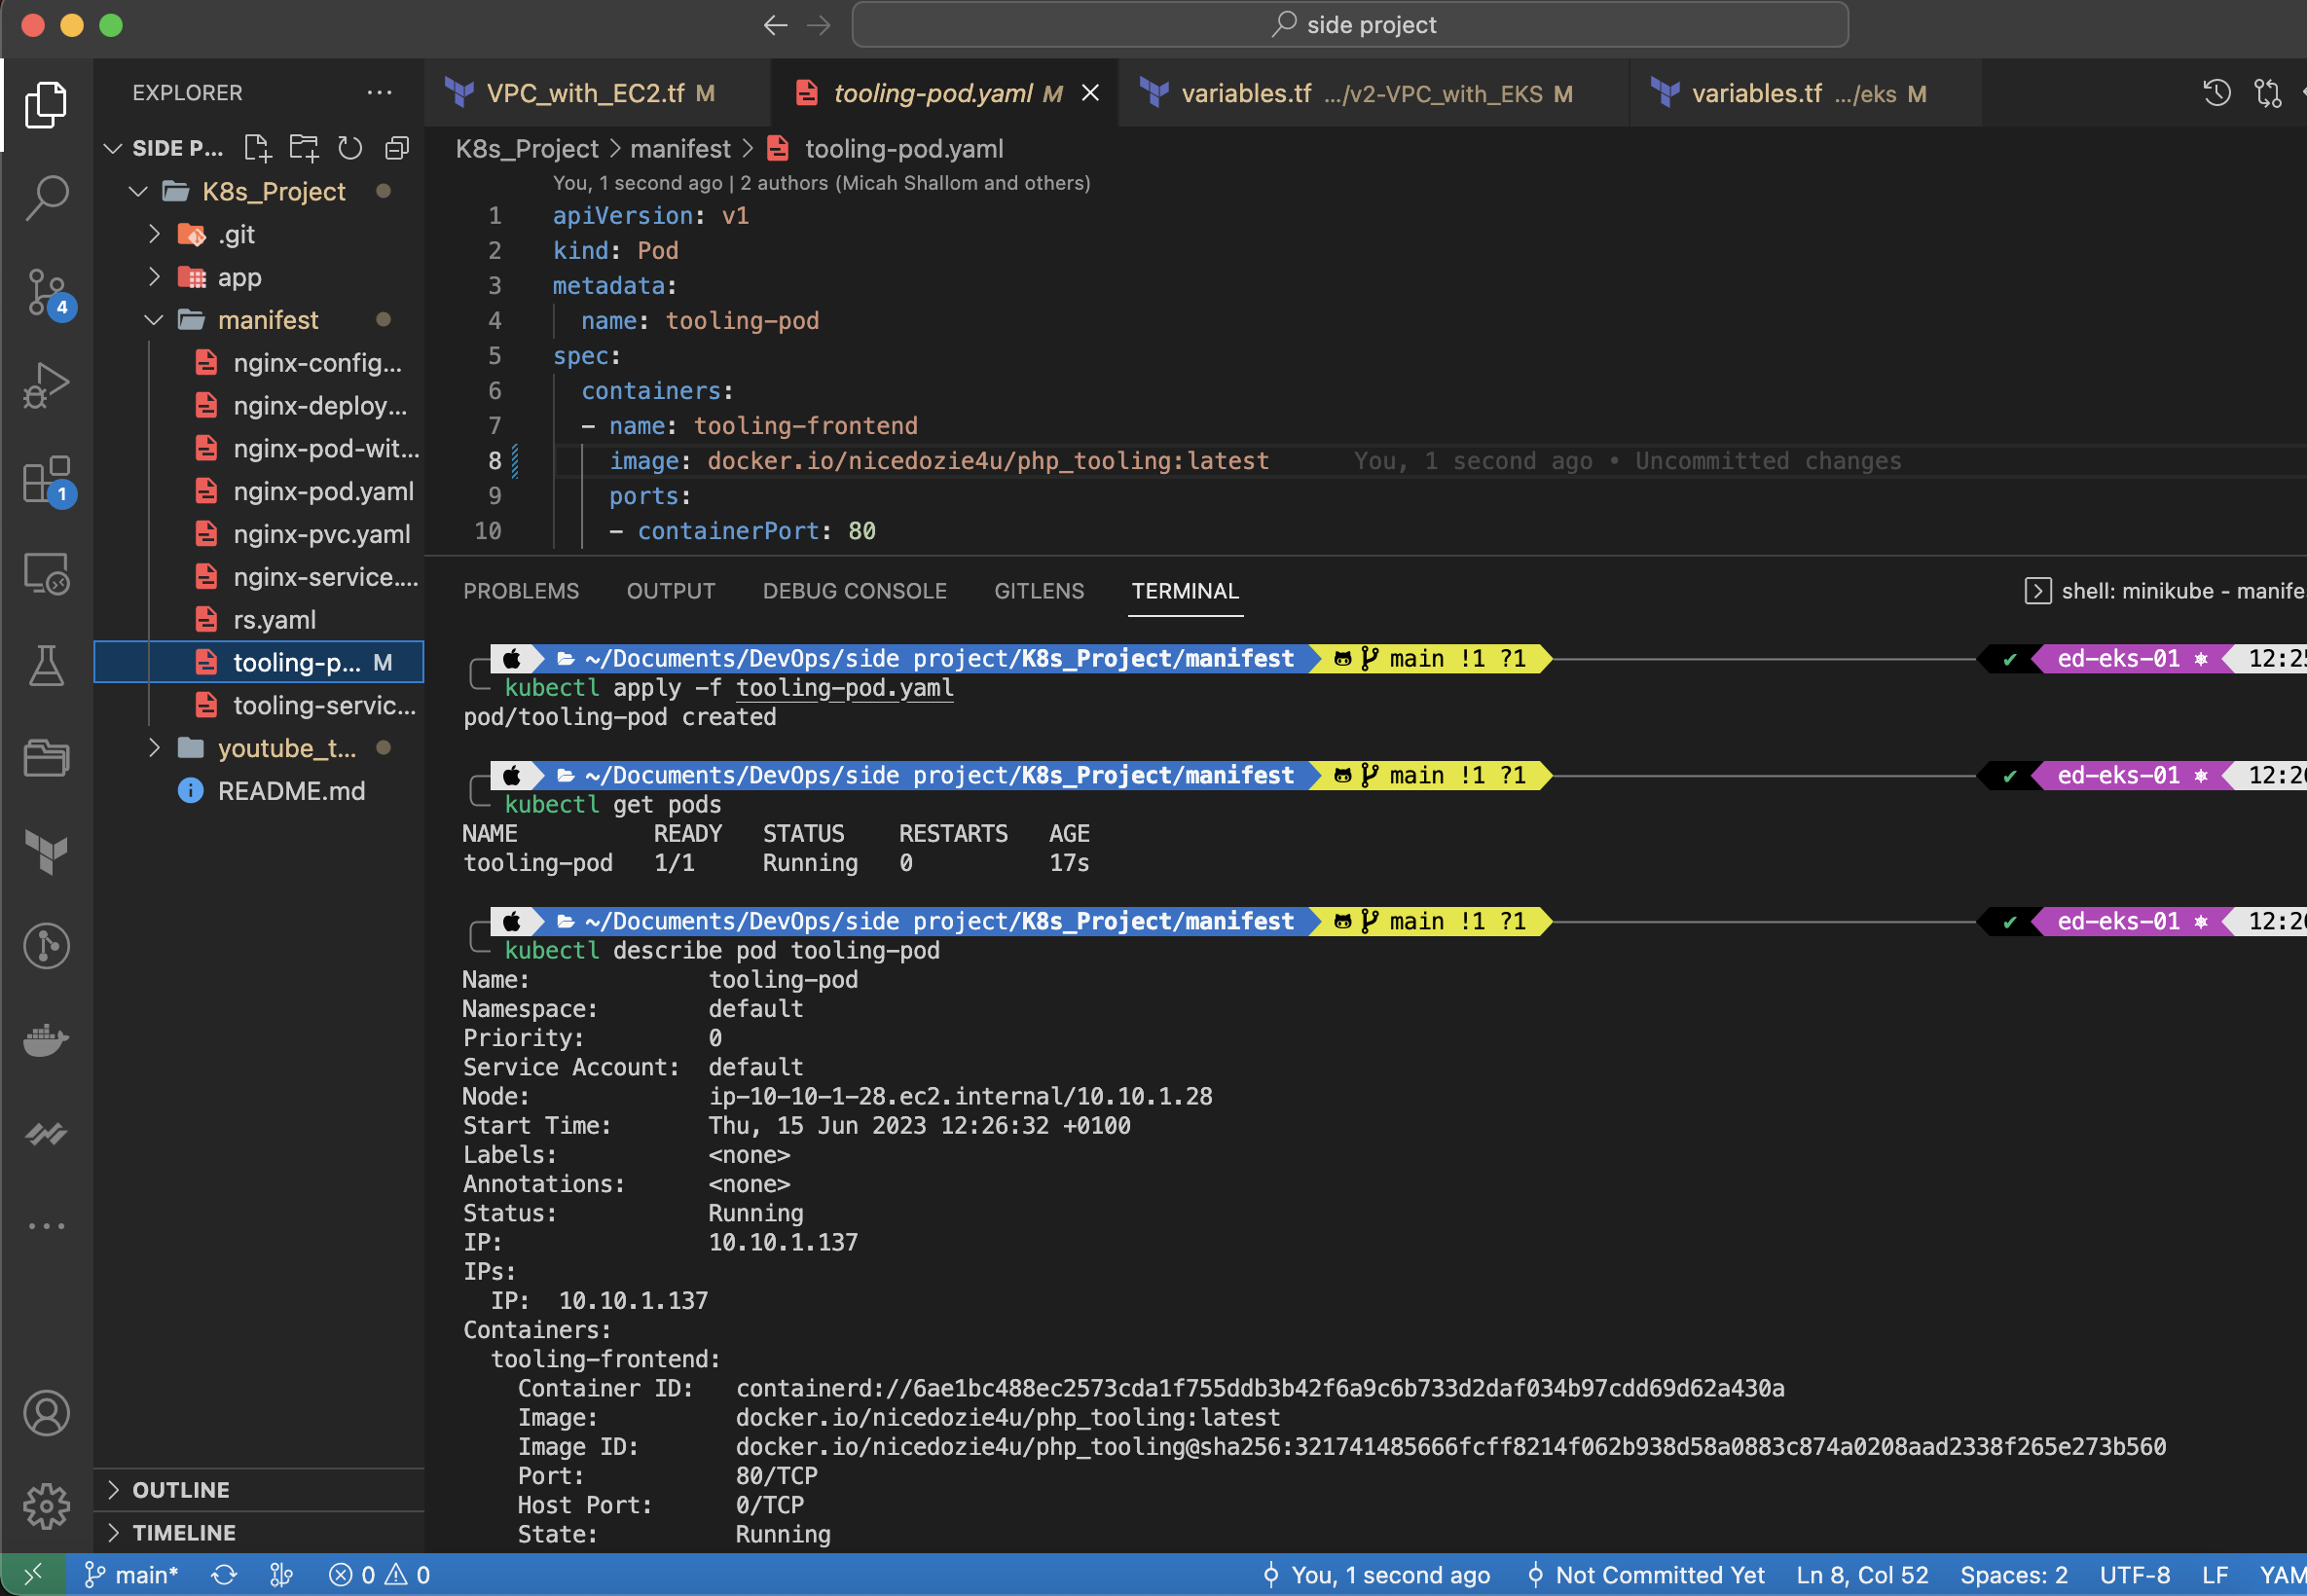 side project
EXPLORER
VPC_with_EC2.tf M
tooling-pod.yaml M
variables.tf .../v2-VPC_with_EKS M
variables.tf .../eks M
SIDE P...
K8s_Project
.git
app
manifest
nginx-config...
nginx-deploy...
nginx-pod-wit...
nginx-pod.yaml
nginx-pvc.yaml
nginx-service....
rs.yaml
tooling-p... M
tooling-servic...
youtube_t...
README.md
OUTLINE
TIMELINE
4
1
K8s_Project > manifest > tooling-pod.yaml
You, 1 second ago | 2 authors (Micah Shallom and others)
1 apiVersion: v1
2 kind: Pod
3 metadata:
4 name: tooling-pod
5 spec:
6 containers:
7 - name: tooling-frontend
8 image: docker.io/nicedozie4u/php_tooling:latest You, 1 second ago • Uncommitted changes
9 ports:
10 - containerPort: 80
PROBLEMS OUTPUT DEBUG CONSOLE GITLENS TERMINAL
shell: minikube - manife
~/Documents/DevOps/side project/K8s_Project/manifest main !1 ?1 ✔ ed-eks-01 ⎈ 12:25
kubectl apply -f tooling-pod.yaml
pod/tooling-pod created
~/Documents/DevOps/side project/K8s_Project/manifest main !1 ?1 ✔ ed-eks-01 ⎈ 12:26
kubectl get pods
NAME READY STATUS RESTARTS AGE
tooling-pod 1/1 Running 0 17s
~/Documents/DevOps/side project/K8s_Project/manifest main !1 ?1 ✔ ed-eks-01 ⎈ 12:26
kubectl describe pod tooling-pod
Name: tooling-pod
Namespace: default
Priority: 0
Service Account: default
Node: ip-10-10-1-28.ec2.internal/10.10.1.28
Start Time: Thu, 15 Jun 2023 12:26:32 +0100
Labels: <none>
Annotations: <none>
Status: Running
IP: 10.10.1.137
IPs:
IP: 10.10.1.137
Containers:
tooling-frontend:
Container ID: containerd://6ae1bc488ec2573cda1f755ddb3b42f6a9c6b733d2daf034b97cdd69d62a430a
Image: docker.io/nicedozie4u/php_tooling:latest
Image ID: docker.io/nicedozie4u/php_tooling@sha256:321741485666fcff8214f062b938d58a0883c874a0208aad2338f265e273b560
Port: 80/TCP
Host Port: 0/TCP
State: Running
main* 0 0 You, 1 second ago Not Committed Yet Ln 8, Col 52 Spaces: 2 UTF-8 LF YAM